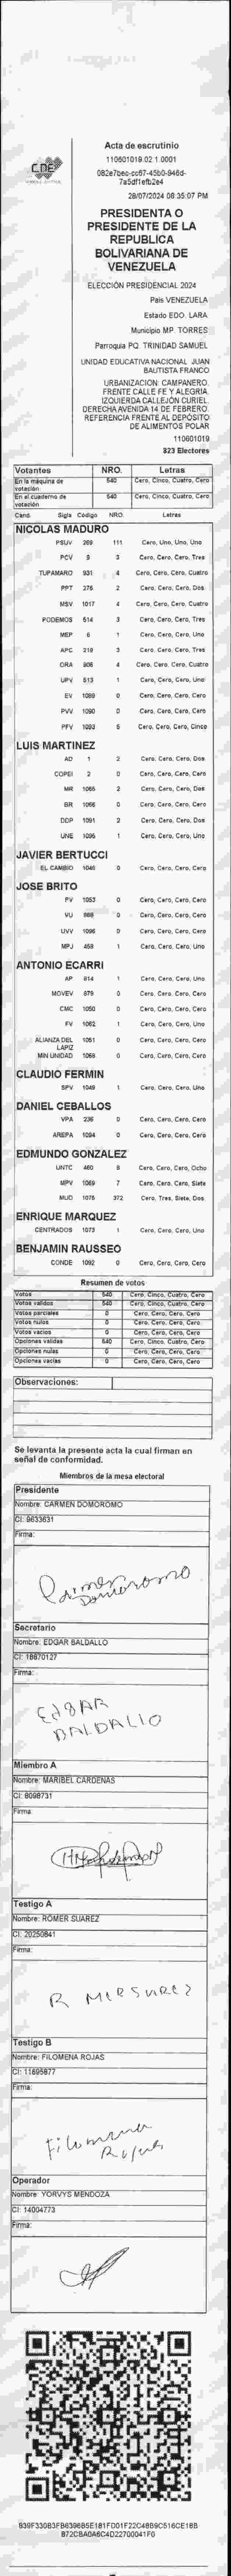 CNE
Acta de escrutinio
110601019.02.1.0001
28/07/2024 08:35:07 PM
PRESIDENTA O
PRESIDENTE DE LA
REPUBLICA
BOLIVARIANA DE
VENEZUELA
ELECCIÓN PRESIDENCIAL 2024
País VENEZUELA
Estado EDO. LARA
Municipio MP. TORRES
Parroquia PQ. TRINIDAD SAMUEL
UNIDAD EDUCATIVA NACIONAL JUAN
BAUTISTA FRANCO
URBANIZACION: CAMPANERO.
FRENTE CALLE FE Y ALEGRIA.
IZQUIERDA CALLEJÓN CURIEL.
DERECHA AVENIDA 14 DE FEBRERO.
REFERENCIA FRENTE AL DEPÓSITO
DE ALIMENTOS POLAR
110601019
823 Electores
Votantes NRO. Letras
En la máquina de votación 540 Cero, Cinco, Cuatro, Cero
En el cuaderno de votación 540 Cero, Cinco, Cuatro, Cero
Cand. Sigla Código NRO. Letras
NICOLAS MADURO
PSUV 269 111 Cero, Uno, Uno, Uno
PCV 9 3 Cero, Cero, Cero, Tres
TUPAMARO 931 4 Cero, Cero, Cero, Cuatro
PPT 276 2 Cero, Cero, Cero, Dos
MSV 1017 4 Cero, Cero, Cero, Cuatro
PODEMOS 514 3 Cero, Cero, Cero, Tres
MEP 6 1 Cero, Cero, Cero, Uno
APC 219 3 Cero, Cero, Cero, Tres
ORA 906 4 Cero, Cero, Cero, Cuatro
UPV 513 1 Cero, Cero, Cero, Uno
EV 1089 0 Cero, Cero, Cero, Cero
PVV 1090 0 Cero, Cero, Cero, Cero
PFV 1093 5 Cero, Cero, Cero, Cinco
LUIS MARTINEZ
AD 1 2 Cero, Cero, Cero, Dos
COPEI 2 0 Cero, Cero, Cero, Cero
MR 1065 2 Cero, Cero, Cero, Dos
BR 1068 0 Cero, Cero, Cero, Cero
DDP 1091 2 Cero, Cero, Cero, Dos
UNE 1095 1 Cero, Cero, Cero, Uno
JAVIER BERTUCCI
EL CAMBIO 1046 0 Cero, Cero, Cero, Cero
JOSE BRITO
PV 1053 0 Cero, Cero, Cero, Cero
VU 888 0 Cero, Cero, Cero, Cero
UVV 1096 0 Cero, Cero, Cero, Cero
MPJ 458 1 Cero, Cero, Cero, Uno
ANTONIO ECARRI
AP 814 1 Cero, Cero, Cero, Uno
MOVEV 979 0 Cero, Cero, Cero, Cero
CMC 1050 0 Cero, Cero, Cero, Cero
FV 1062 1 Cero, Cero, Cero, Uno
ALIANZA DEL LAPIZ 1051 0 Cero, Cero, Cero, Cero
MIN UNIDAD 1066 0 Cero, Cero, Cero, Cero
CLAUDIO FERMIN
SPV 1049 1 Cero, Cero, Cero, Uno
DANIEL CEBALLOS
VPA 236 0 Cero, Cero, Cero, Cero
AREPA 1094 0 Cero, Cero, Cero, Cero
EDMUNDO GONZALEZ
UNTC 460 8 Cero, Cero, Cero, Ocho
MPV 1069 7 Cero, Cero, Cero, Siete
MUD 1076 372 Cero, Tres, Siete, Dos
ENRIQUE MARQUEZ
CENTRADOS 1073 1 Cero, Cero, Cero, Uno
BENJAMIN RAUSSEO
CONDE 1092 0 Cero, Cero, Cero, Cero
Resumen de votos
Votos 540 Cero, Cinco, Cuatro, Cero
Votos validos 540 Cero, Cinco, Cuatro, Cero
Votos parciales 0 Cero, Cero, Cero, Cero
Votos nulos 0 Cero, Cero, Cero, Cero
Votos vacíos 0 Cero, Cero, Cero, Cero
Opciones validas 540 Cero, Cinco, Cuatro, Cero
Opciones nulas 0 Cero, Cero, Cero, Cero
Opciones vacías 0 Cero, Cero, Cero, Cero
Observaciones:
Se levanta la presente acta la cual firman en
señal de conformidad.
Miembros de la mesa electoral
Presidente
Nombre: CARMEN DOMOROMO
CI: 9633631
Firma:
Carmen
Domoromo
Secretario
Nombre: EDGAR BALDALLO
CI: 18870127
Firma:
EdgAR
BALDALLO
Miembro A
Nombre: MARIBEL CARDENAS
CI: 8098731
Firma:
Testigo A
Nombre: ROMER SUAREZ
CI: 20250841
Firma:
Testigo B
Nombre: FILOMENA ROJAS
CI: 11695877
Firma:
Filomena
Rojas
Operador
Nombre: YORVYS MENDOZA
CI: 14004773
Firma: